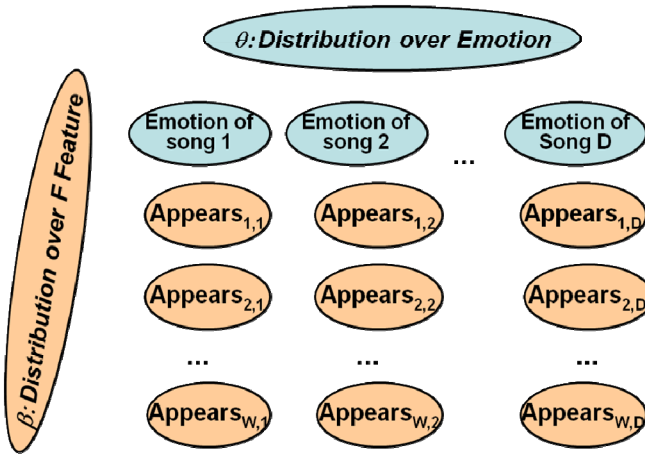 θ: Distribution over Emotion
β: Distribution over F Feature
Emotion of song 1
Emotion of song 2
...
Emotion of Song D
Appears1,1
Appears1,2
Appears1,D
Appears2,1
Appears2,2
Appears2,D
...
...
...
AppearsW,1
AppearsW,2
AppearsW,D